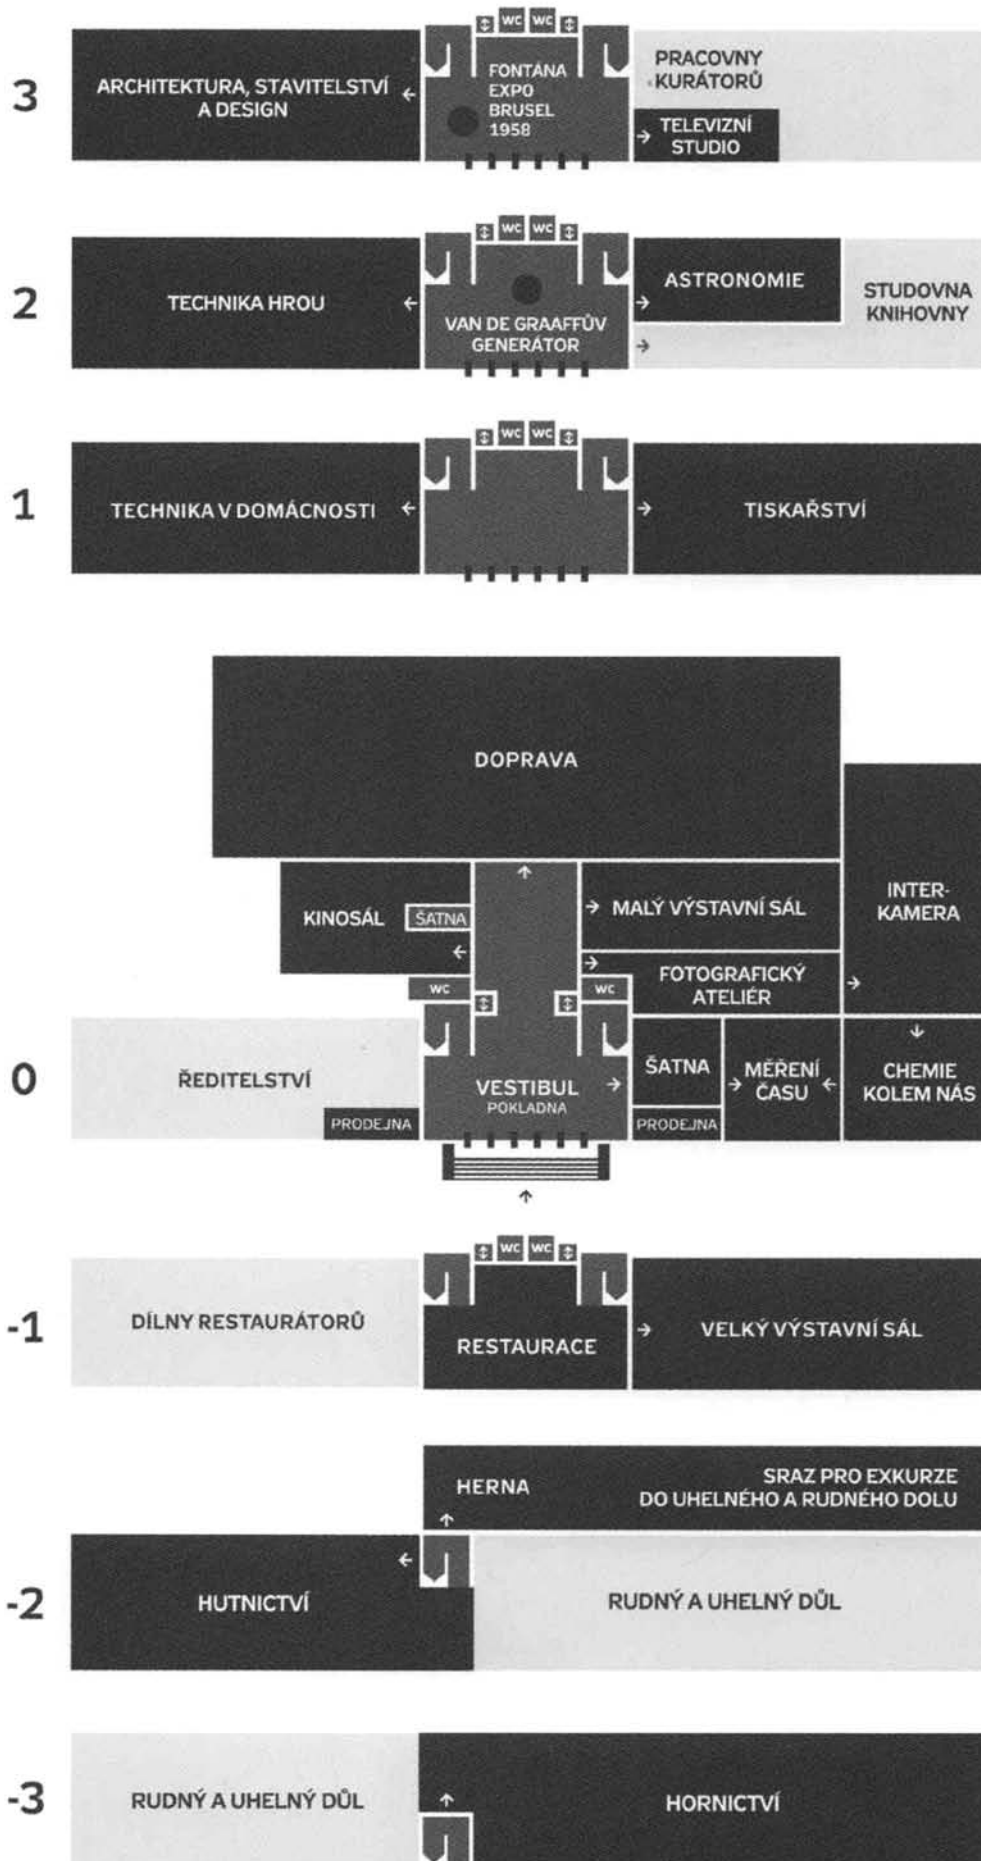 3
ARCHITEKTURA, STAVITELSTVÍ
A DESIGN
WC WC
FONTÁNA
EXPO
BRUSEL
1958
PRACOVNY
KURÁTORŮ
TELEVIZNÍ
STUDIO
2
TECHNIKA HROU
WC WC
VAN DE GRAAFFŮV
GENERÁTOR
ASTRONOMIE
STUDOVNA
KNIHOVNY
1
TECHNIKA V DOMÁCNOSTI
WC WC
TISKAŘSTVÍ
0
DOPRAVA
KINOSÁL
ŠATNA
MALÝ VÝSTAVNÍ SÁL
INTER-
KAMERA
WC
WC
FOTOGRAFICKÝ
ATELIÉR
ŘEDITELSTVÍ
PRODEJNA
VESTIBUL
POKLADNA
ŠATNA
PRODEJNA
MĚŘENÍ
ČASU
CHEMIE
KOLEM NÁS
-1
DÍLNY RESTAURÁTORŮ
WC WC
RESTAURACE
VELKÝ VÝSTAVNÍ SÁL
-2
HERNA
SRAZ PRO EXKURZE
DO UHELNÉHO A RUDNÉHO DOLU
HUTNICTVÍ
RUDNÝ A UHELNÝ DŮL
-3
RUDNÝ A UHELNÝ DŮL
HORNICTVÍ